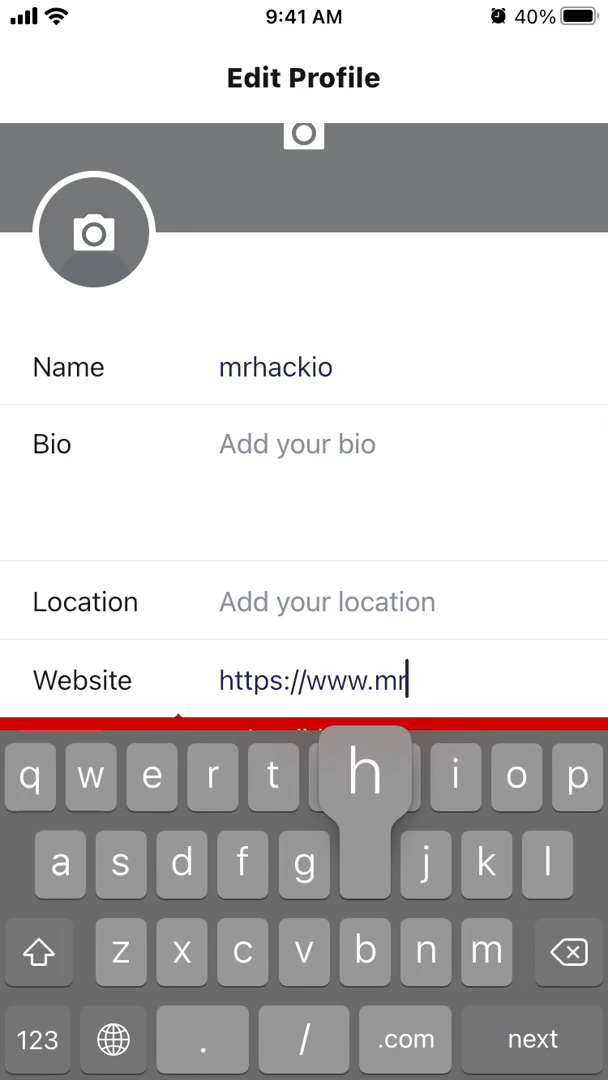 9:41 AM
40%
Edit Profile
Name mrhackio
Bio Add your bio
Location Add your location
Website https://www.mr
q w e r t h i o p
a s d f g j k l
z x c v b n m
123 . / .com next